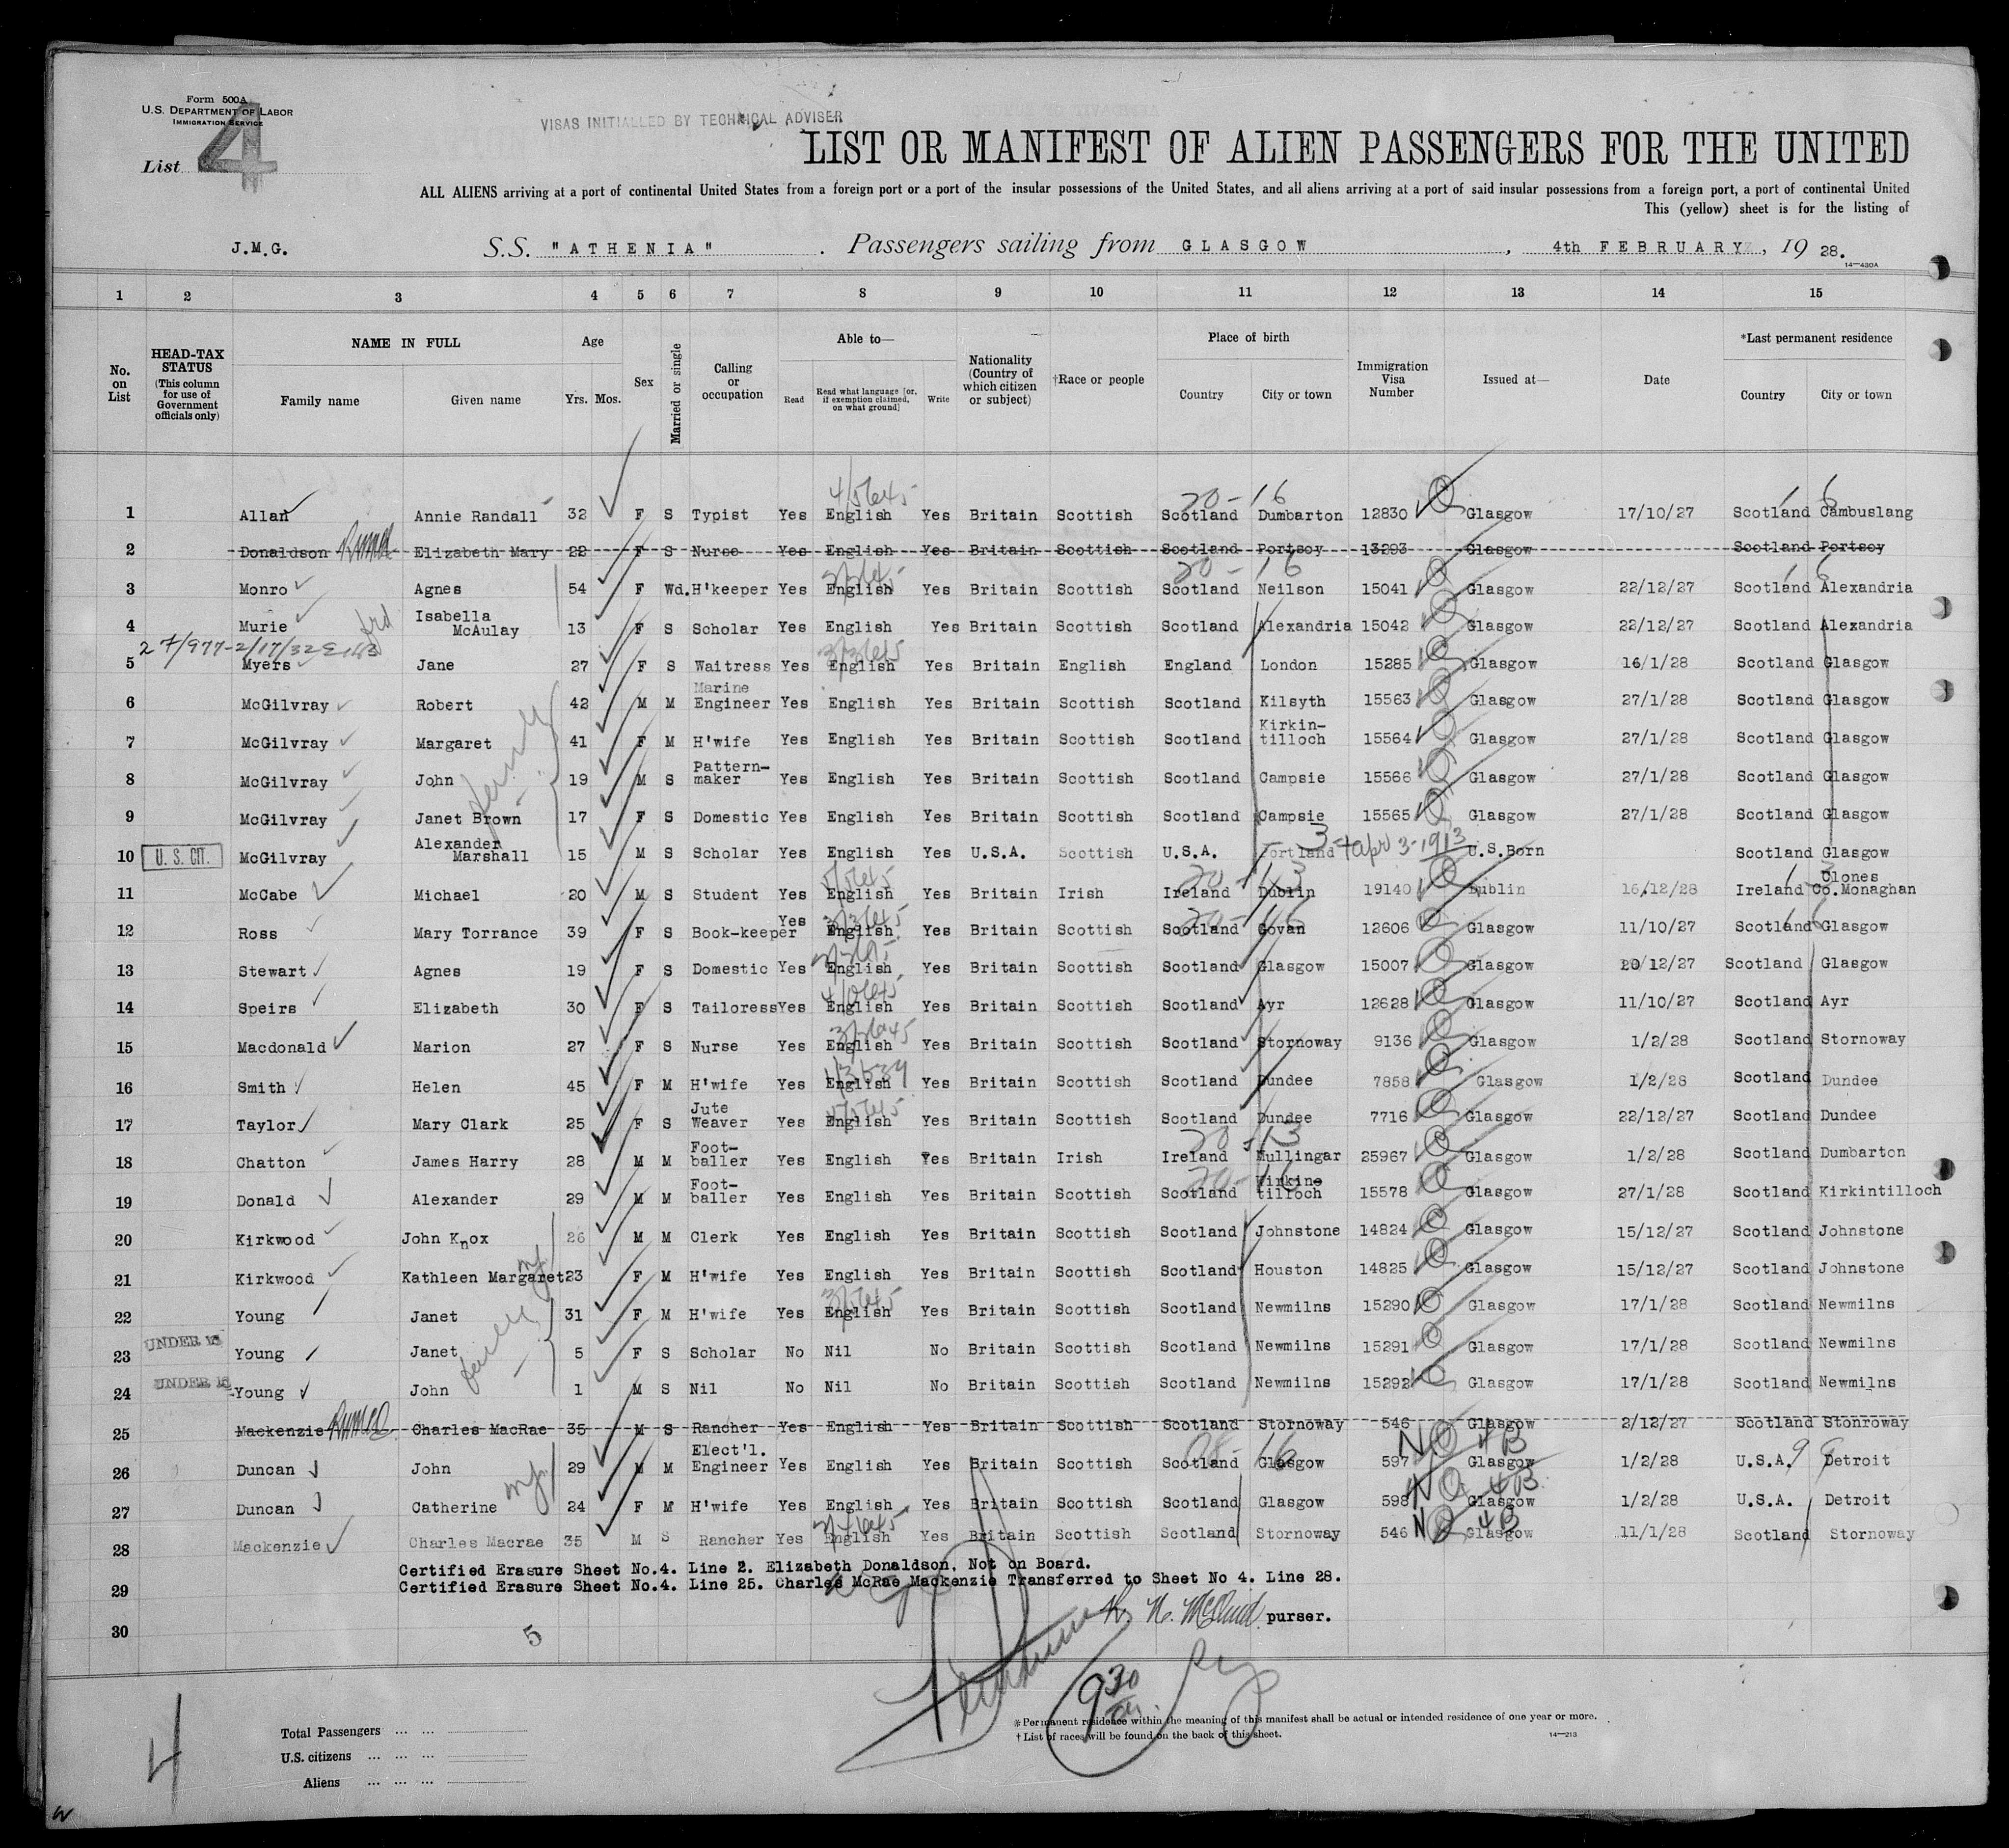 Form 500A
U.S. DEPARTMENT OF LABOR
IMMIGRATION SERVICE
List 4
VISAS INITIALLED BY TECHNICAL ADVISER
LIST OR MANIFEST OF ALIEN PASSENGERS FOR THE UNITED
ALL ALIENS arriving at a port of continental United States from a foreign port or a port of the insular possessions of the United States, and all aliens arriving at a port of said insular possessions from a foreign port, a port of continental United
This (yellow) sheet is for the listing of
J.M.G. S.S. "ATHENIA". Passengers sailing from GLASGOW, 4th FEBRUARY, 19 28.
14—430A
1 2 3 4 5 6 7 8 9 10 11 12 13 14 15
No. on List
HEAD-TAX STATUS (This column for use of Government officials only)
NAME IN FULL Family name Given name
Age Yrs. Mos.
Sex
Married or single
Calling or occupation
Able to— Read Read what language [or, if exemption claimed, on what ground] Write
Nationality (Country of which citizen or subject)
†Race or people
Place of birth Country City or town
Immigration Visa Number
Issued at—
Date
*Last permanent residence Country City or town
1 Allan Annie Randall 32 F S Typist Yes English Yes Britain Scottish Scotland Dumbarton 12830 Glasgow 17/10/27 Scotland Cambuslang
2 Donaldson Elizabeth Mary 22 F S Nurse Yes English Yes Britain Scottish Scotland Portsoy 13293 Glasgow Scotland Portsoy
3 Monro Agnes 54 F Wd. H'keeper Yes English Yes Britain Scottish Scotland Neilson 15041 Glasgow 22/12/27 Scotland Alexandria
4 Murie Isabella McAulay 13 F S Scholar Yes English Yes Britain Scottish Scotland Alexandria 15042 Glasgow 22/12/27 Scotland Alexandria
5 Myers Jane 27 F S Waitress Yes English Yes Britain English England London 15285 Glasgow 16/1/28 Scotland Glasgow
6 McGilvray Robert 42 M M Marine Engineer Yes English Yes Britain Scottish Scotland Kilsyth 15563 Glasgow 27/1/28 Scotland Glasgow
7 McGilvray Margaret 41 F M H'wife Yes English Yes Britain Scottish Scotland Kirkin-tilloch 15564 Glasgow 27/1/28 Scotland Glasgow
8 McGilvray John 19 M S Pattern-maker Yes English Yes Britain Scottish Scotland Campsie 15566 Glasgow 27/1/28 Scotland Glasgow
9 McGilvray Janet Brown 17 F S Domestic Yes English Yes Britain Scottish Scotland Campsie 15565 Glasgow 27/1/28 Scotland Glasgow
10 U.S. CIT. McGilvray Alexander Marshall 15 M S Scholar Yes English Yes U.S.A. Scottish U.S.A. Portland Apr 3-1913 U.S.Born Scotland Glasgow
11 McCabe Michael 20 M S Student Yes English Yes Britain Irish Ireland Dublin 19140 Dublin 16/12/28 Ireland Clones Co.Monaghan
12 Ross Mary Torrance 39 F S Book-keeper Yes English Yes Britain Scottish Scotland Govan 12606 Glasgow 11/10/27 Scotland Glasgow
13 Stewart Agnes 19 F S Domestic Yes English Yes Britain Scottish Scotland Glasgow 15007 Glasgow 20/12/27 Scotland Glasgow
14 Speirs Elizabeth 30 F S Tailoress Yes English Yes Britain Scottish Scotland Ayr 12628 Glasgow 11/10/27 Scotland Ayr
15 Macdonald Marion 27 F S Nurse Yes English Yes Britain Scottish Scotland Stornoway 9136 Glasgow 1/2/28 Scotland Stornoway
16 Smith Helen 45 F M H'wife Yes English Yes Britain Scottish Scotland Dundee 7858 Glasgow 1/2/28 Scotland Dundee
17 Taylor Mary Clark 25 F S Jute Weaver Yes English Yes Britain Scottish Scotland Dundee 7716 Glasgow 22/12/27 Scotland Dundee
18 Chatton James Harry 28 M M Foot-baller Yes English Yes Britain Irish Ireland Mullingar 25967 Glasgow 1/2/28 Scotland Dumbarton
19 Donald Alexander 29 M M Foot-baller Yes English Yes Britain Scottish Scotland Kirkin-tilloch 15578 Glasgow 27/1/28 Scotland Kirkintilloch
20 Kirkwood John Knox 26 M M Clerk Yes English Yes Britain Scottish Scotland Johnstone 14824 Glasgow 15/12/27 Scotland Johnstone
21 Kirkwood Kathleen Margaret 23 F M H'wife Yes English Yes Britain Scottish Scotland Houston 14825 Glasgow 15/12/27 Scotland Johnstone
22 Young Janet 31 F M H'wife Yes English Yes Britain Scottish Scotland Newmilns 15290 Glasgow 17/1/28 Scotland Newmilns
23 UNDER 16 Young Janet 5 F S Scholar No Nil No Britain Scottish Scotland Newmilns 15291 Glasgow 17/1/28 Scotland Newmilns
24 UNDER 16 Young John 1 M S Nil No Nil No Britain Scottish Scotland Newmilns 15292 Glasgow 17/1/28 Scotland Newmilns
25 Mackenzie Charles MacRae 35 M S Rancher Yes English Yes Britain Scottish Scotland Stornoway 546 Glasgow 2/12/27 Scotland Stonroway
26 Duncan John 29 M M Elect'l. Engineer Yes English Yes Britain Scottish Scotland Glasgow 597 NQ 4B Glasgow 1/2/28 U.S.A. Detroit
27 Duncan Catherine 24 F M H'wife Yes English Yes Britain Scottish Scotland Glasgow 598 NQ 4B Glasgow 1/2/28 U.S.A. Detroit
28 Mackenzie Charles Macrae 35 M S Rancher Yes English Yes Britain Scottish Scotland Stornoway 546 NQ 4B Glasgow 11/1/28 Scotland Stornoway
Certified Erasure Sheet No.4. Line 2. Elizabeth Donaldson, Not on Board.
29 Certified Erasure Sheet No.4. Line 25. Charles McRae Mackenzie Transferred to Sheet No 4. Line 28.
purser.
30
5
9 30
4
Total Passengers
U.S. citizens
Aliens
*Permanent residence within the meaning of this manifest shall be actual or intended residence of one year or more.
†List of races will be found on the back of this sheet.
14—213